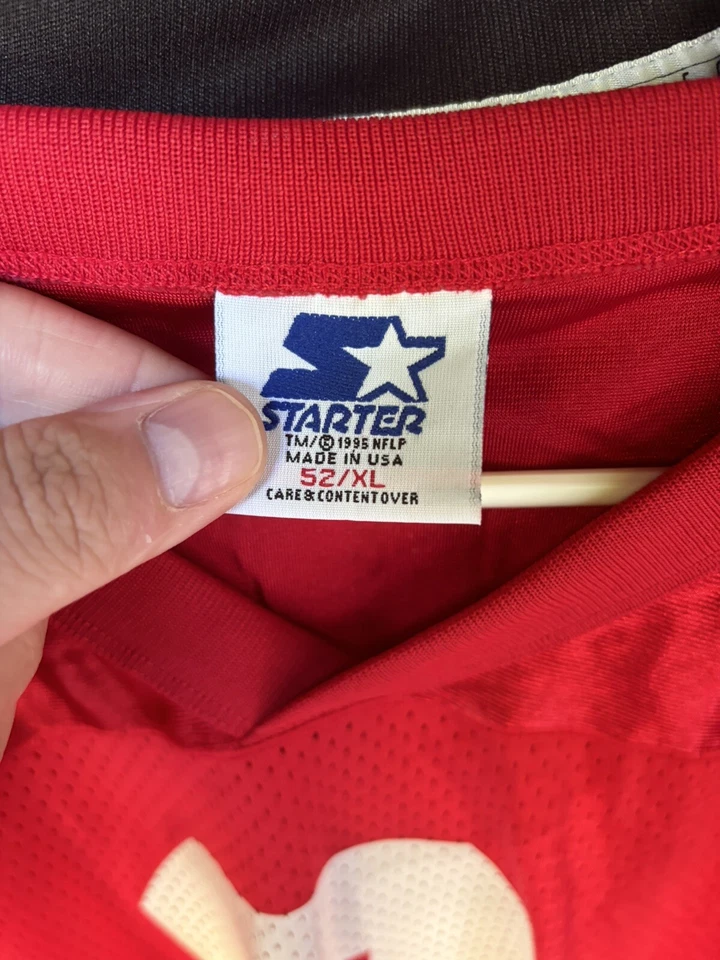 STARTER
TM/® 1995 NFLP
MADE IN USA
52/XL
CARE & CONTENT OVER